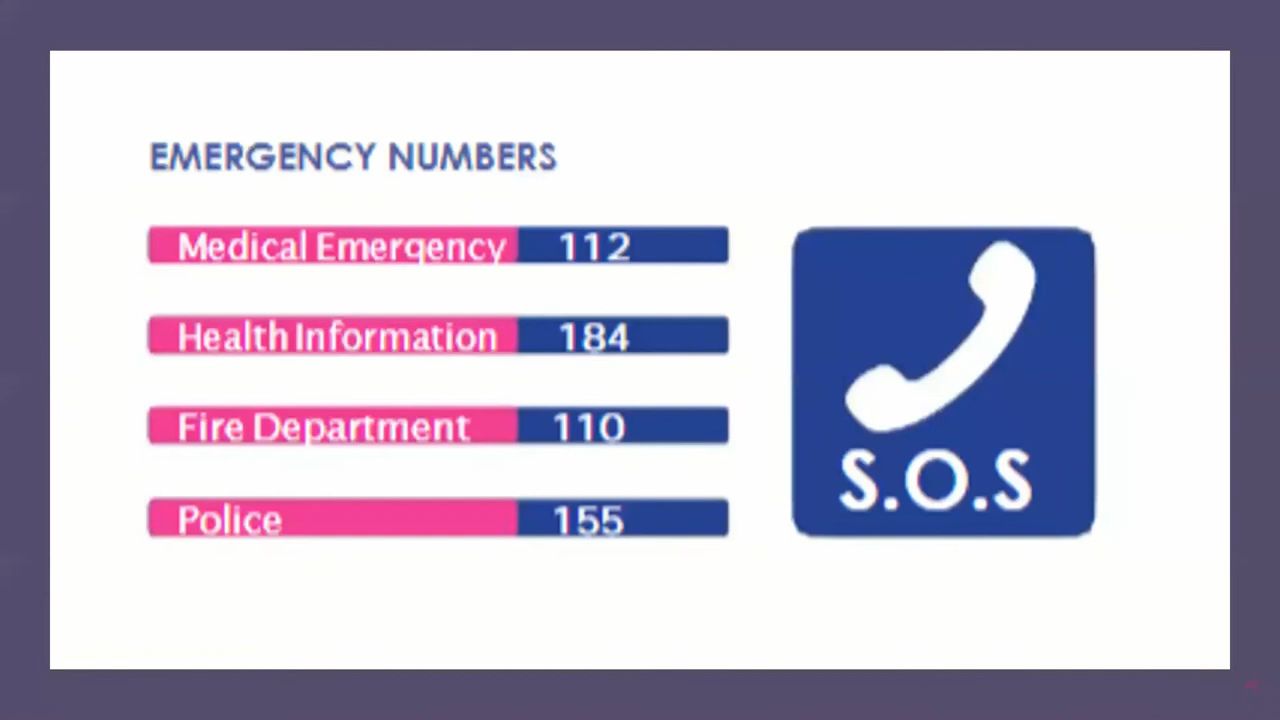 EMERGENCY NUMBERS
Medical Emergency 112
Health Information 184
Fire Department 110
Police 155
S.O.S